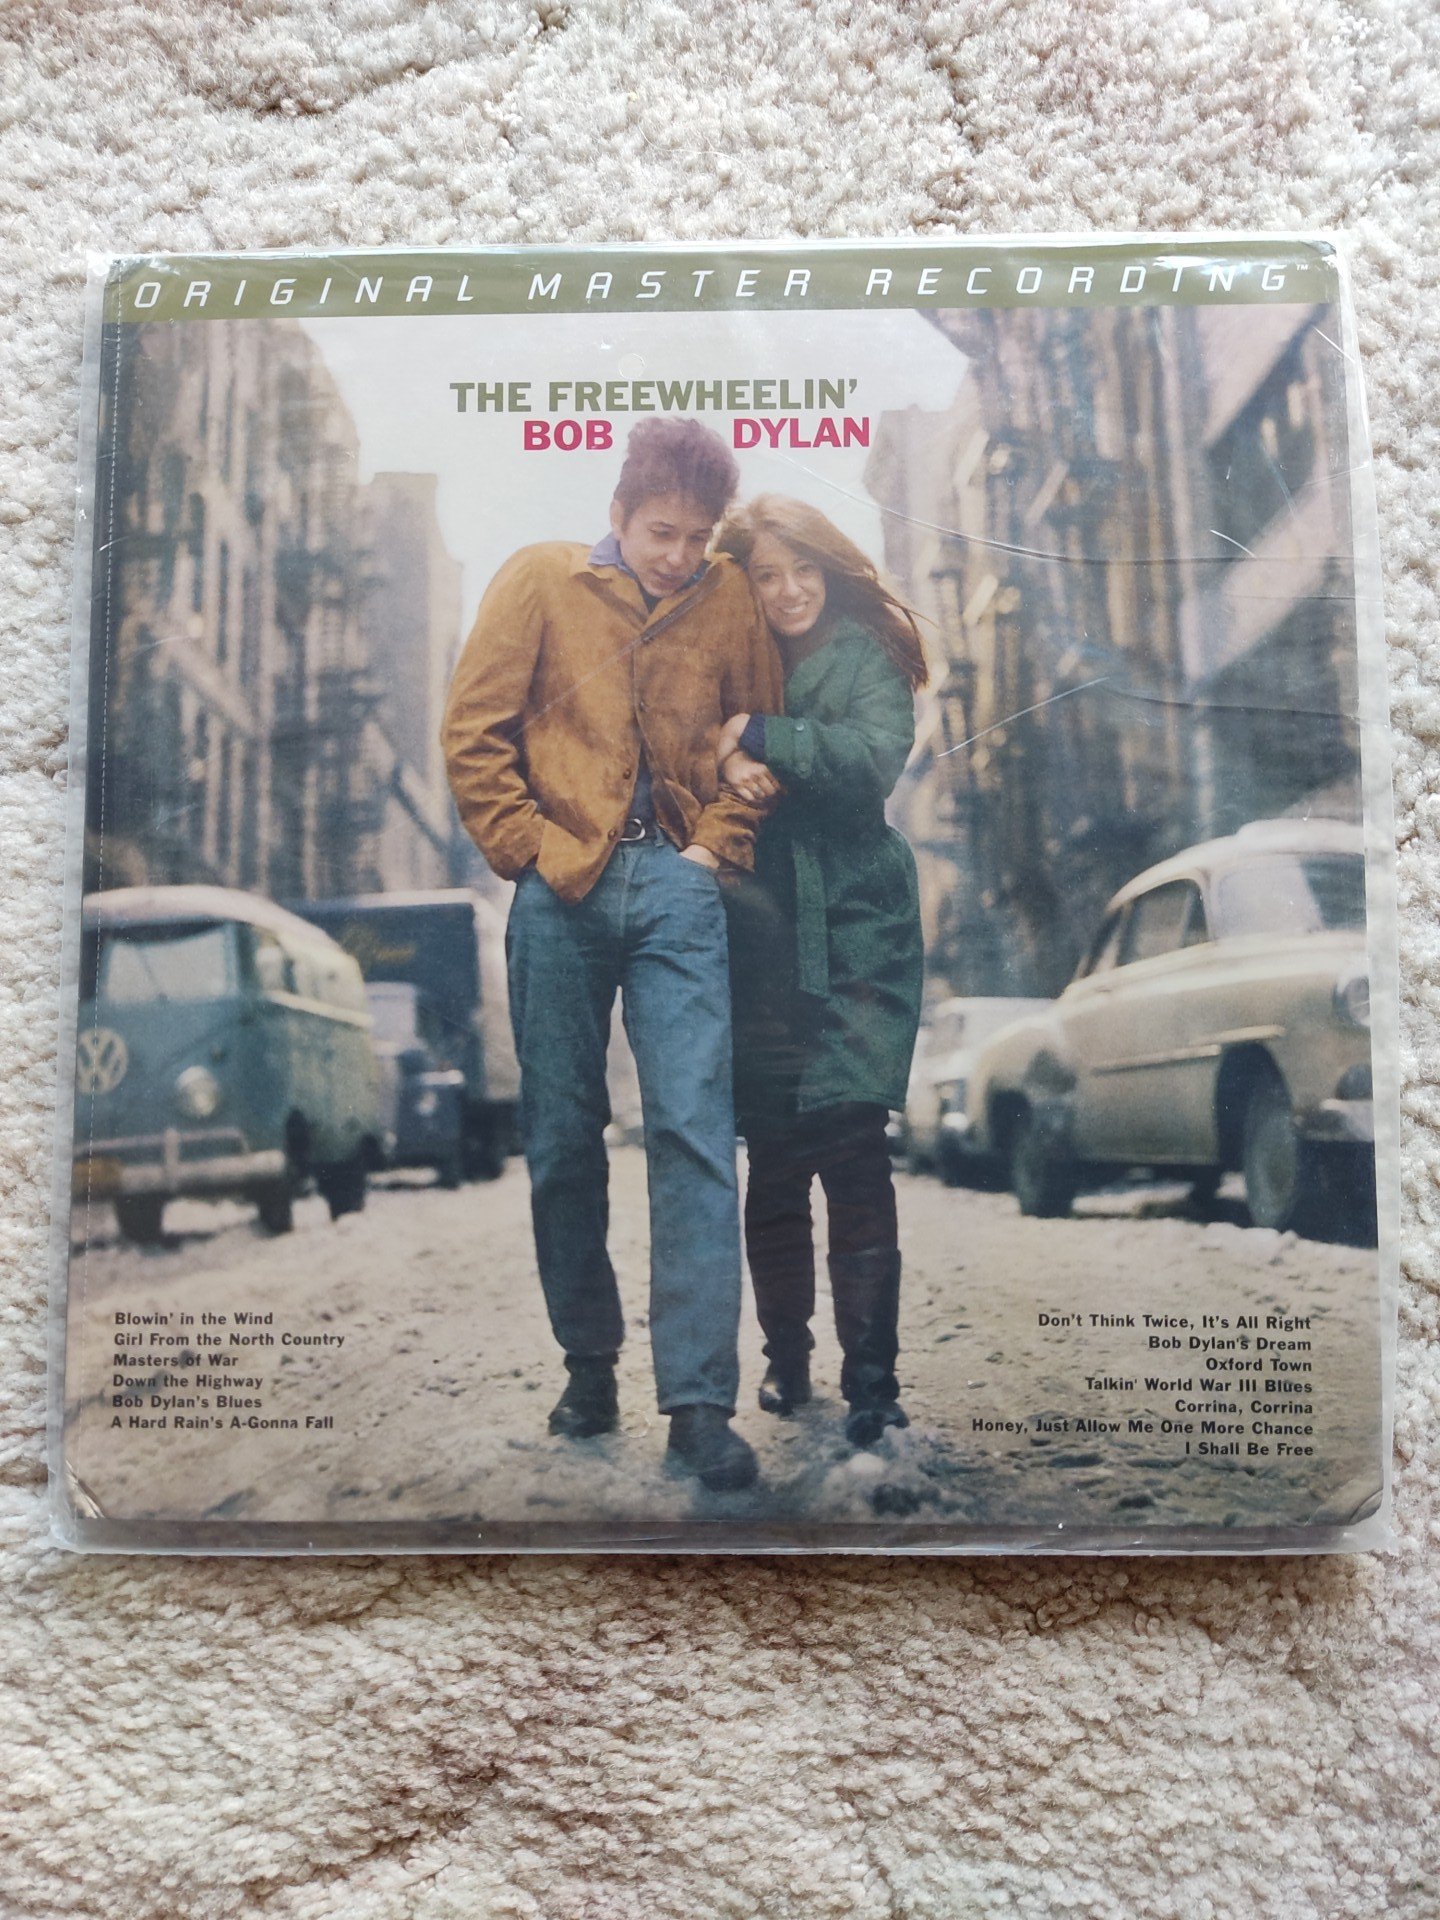 ORIGINAL MASTER RECORDING™
THE FREEWHEELIN'
BOB DYLAN
Blowin' in the Wind
Girl From the North Country
Masters of War
Down the Highway
Bob Dylan's Blues
A Hard Rain's A-Gonna Fall
Don't Think Twice, It's All Right
Bob Dylan's Dream
Oxford Town
Talkin' World War III Blues
Corrina, Corrina
Honey, Just Allow Me One More Chance
I Shall Be Free